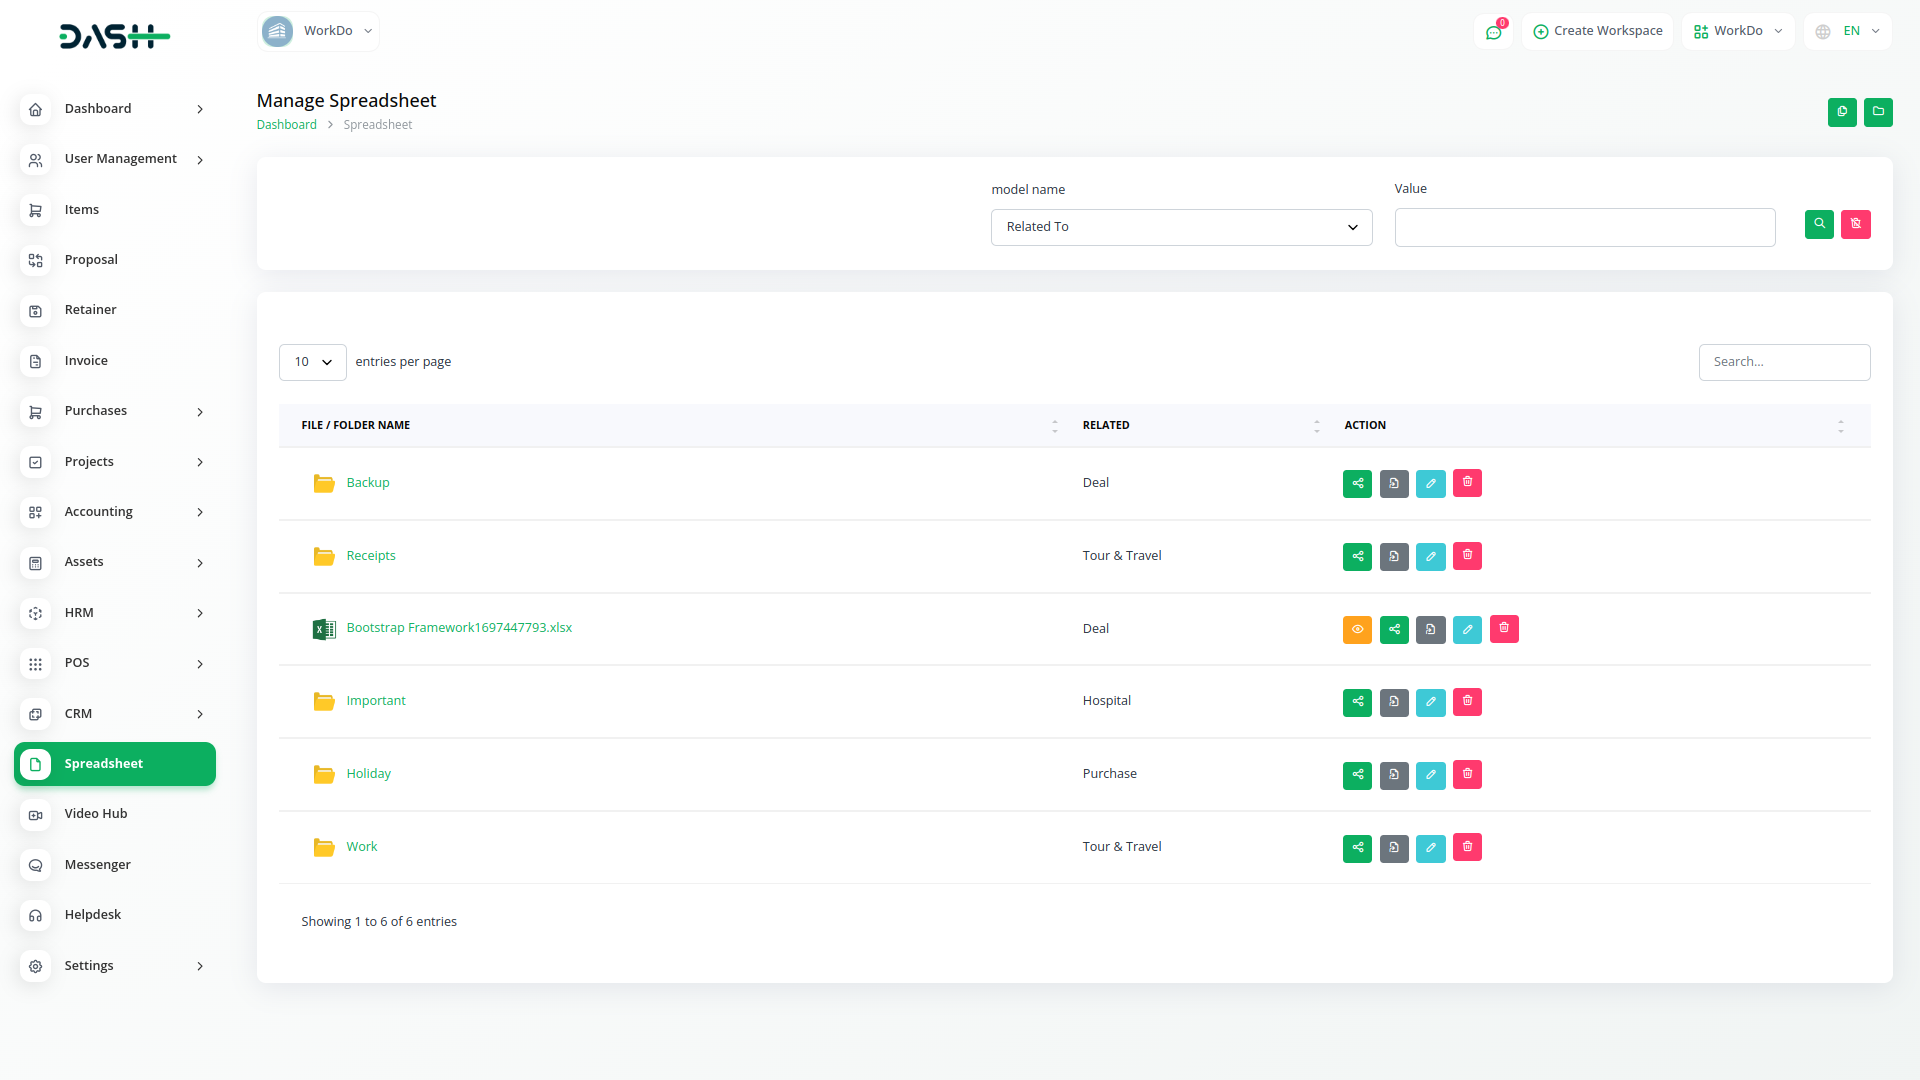 DASH
WorkDo
0
Create Workspace
WorkDo
EN
Dashboard
User Management
Items
Proposal
Retainer
Invoice
Purchases
Projects
Accounting
Assets
HRM
POS
CRM
Spreadsheet
Video Hub
Messenger
Helpdesk
Settings
Manage Spreadsheet
Dashboard > Spreadsheet
model name
Value
Related To
10 entries per page
Search...
FILE / FOLDER NAME RELATED ACTION
Backup Deal
Receipts Tour & Travel
Bootstrap Framework1697447793.xlsx Deal
Important Hospital
Holiday Purchase
Work Tour & Travel
Showing 1 to 6 of 6 entries